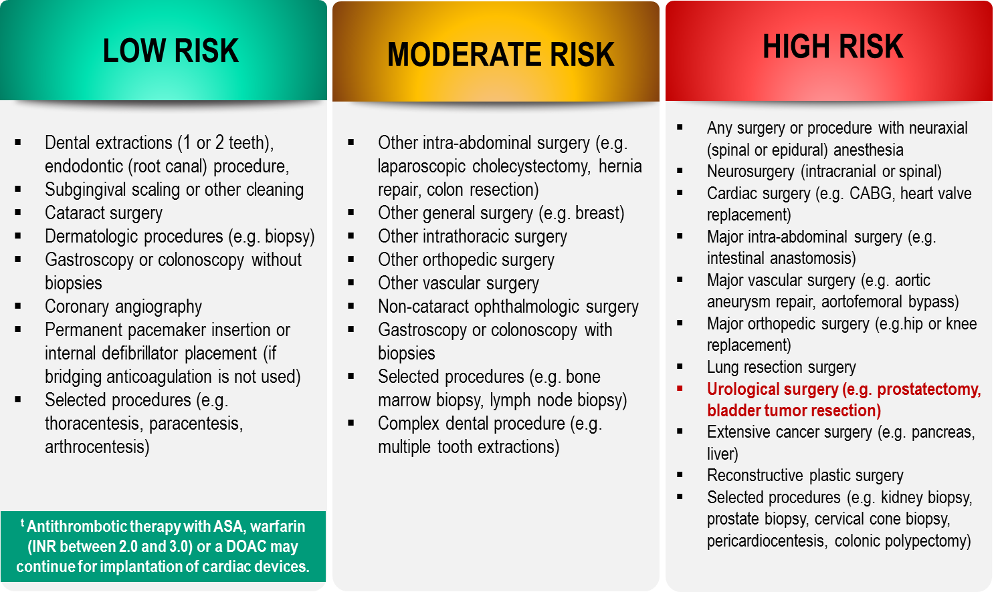 LOW RISK
▪ Dental extractions (1 or 2 teeth),
endodontic (root canal) procedure,
▪ Subgingival scaling or other cleaning
▪ Cataract surgery
▪ Dermatologic procedures (e.g. biopsy)
▪ Gastroscopy or colonoscopy without
biopsies
▪ Coronary angiography
▪ Permanent pacemaker insertion or
internal defibrillator placement (if
bridging anticoagulation is not used)
▪ Selected procedures (e.g.
thoracentesis, paracentesis,
arthrocentesis)
t Antithrombotic therapy with ASA, warfarin
(INR between 2.0 and 3.0) or a DOAC may
continue for implantation of cardiac devices.
MODERATE RISK
▪ Other intra-abdominal surgery (e.g.
laparoscopic cholecystectomy, hernia
repair, colon resection)
▪ Other general surgery (e.g. breast)
▪ Other intrathoracic surgery
▪ Other orthopedic surgery
▪ Other vascular surgery
▪ Non-cataract ophthalmologic surgery
▪ Gastroscopy or colonoscopy with
biopsies
▪ Selected procedures (e.g. bone
marrow biopsy, lymph node biopsy)
▪ Complex dental procedure (e.g.
multiple tooth extractions)
HIGH RISK
▪ Any surgery or procedure with neuraxial
(spinal or epidural) anesthesia
▪ Neurosurgery (intracranial or spinal)
▪ Cardiac surgery (e.g. CABG, heart valve
replacement)
▪ Major intra-abdominal surgery (e.g.
intestinal anastomosis)
▪ Major vascular surgery (e.g. aortic
aneurysm repair, aortofemoral bypass)
▪ Major orthopedic surgery (e.g.hip or knee
replacement)
▪ Lung resection surgery
▪ Urological surgery (e.g. prostatectomy,
bladder tumor resection)
▪ Extensive cancer surgery (e.g. pancreas,
liver)
▪ Reconstructive plastic surgery
▪ Selected procedures (e.g. kidney biopsy,
prostate biopsy, cervical cone biopsy,
pericardiocentesis, colonic polypectomy)